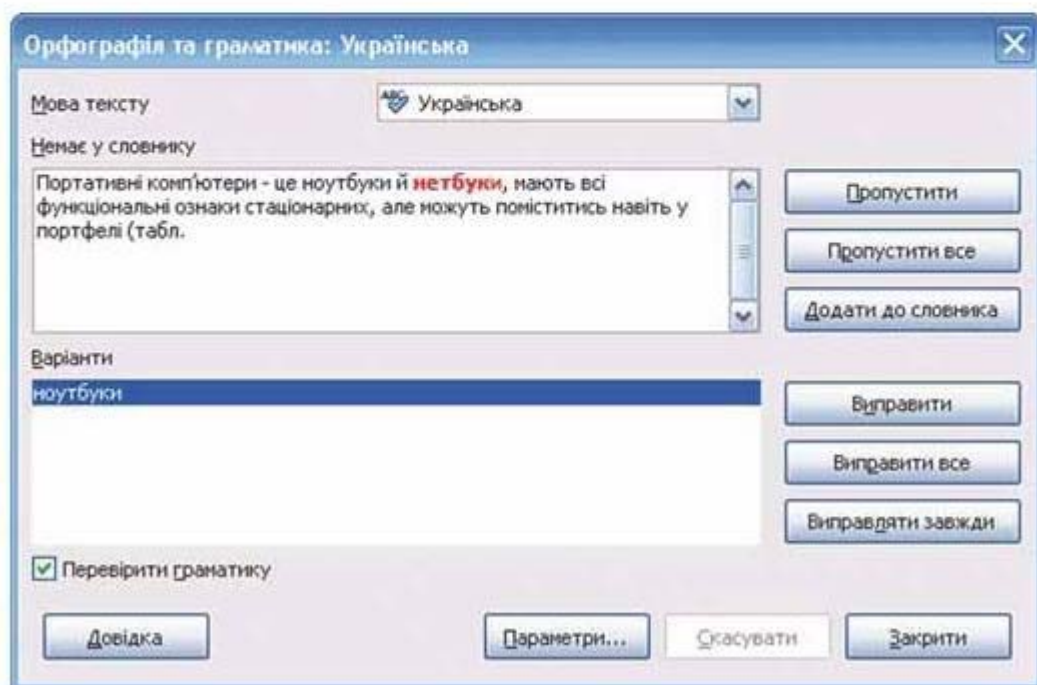 Орфографія та граматика: Українська
Мова тексту
ABC Українська
Немає у словнику
Портативні комп'ютери - це ноутбуки й нетбуки, мають всі
функціональні ознаки стаціонарних, але можуть поміститись навіть у
портфелі (табл.
Пропустити
Пропустити все
Додати до словника
Варіанти
ноутбуки
Виправити
Виправити все
Виправляти завжди
Перевірити граматику
Довідка
Параметри...
Скасувати
Закрити